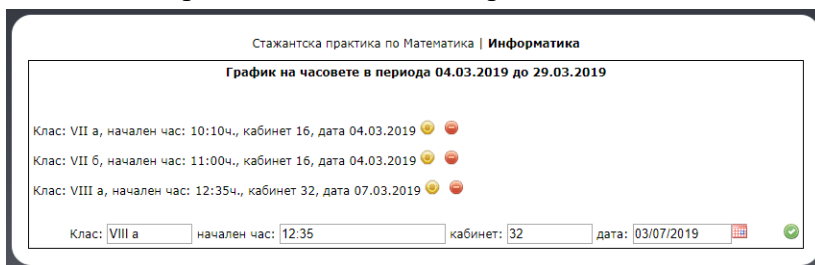 Стажантска практика по Математика | Информатика
График на часовете в периода 04.03.2019 до 29.03.2019
Клас: VII а, начален час: 10:10ч., кабинет 16, дата 04.03.2019
Клас: VII б, начален час: 11:00ч., кабинет 16, дата 04.03.2019
Клас: VIII а, начален час: 12:35ч., кабинет 32, дата 07.03.2019
Клас: VIII а начален час: 12:35 кабинет: 32 дата: 03/07/2019